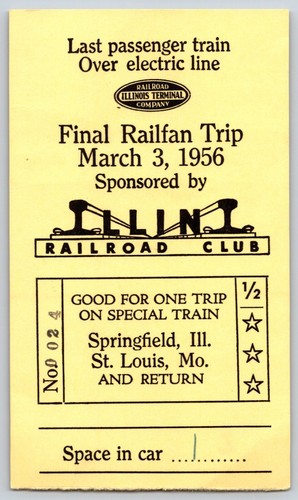 Last passenger train
Over electric line
RAILROAD
ILLINOIS TERMINAL
COMPANY
Final Railfan Trip
March 3, 1956
Sponsored by
ILLINI
RAILROAD CLUB
No. 0024
GOOD FOR ONE TRIP
ON SPECIAL TRAIN
Springfield, Ill.
St. Louis, Mo.
AND RETURN
1/2
Space in car ....1........